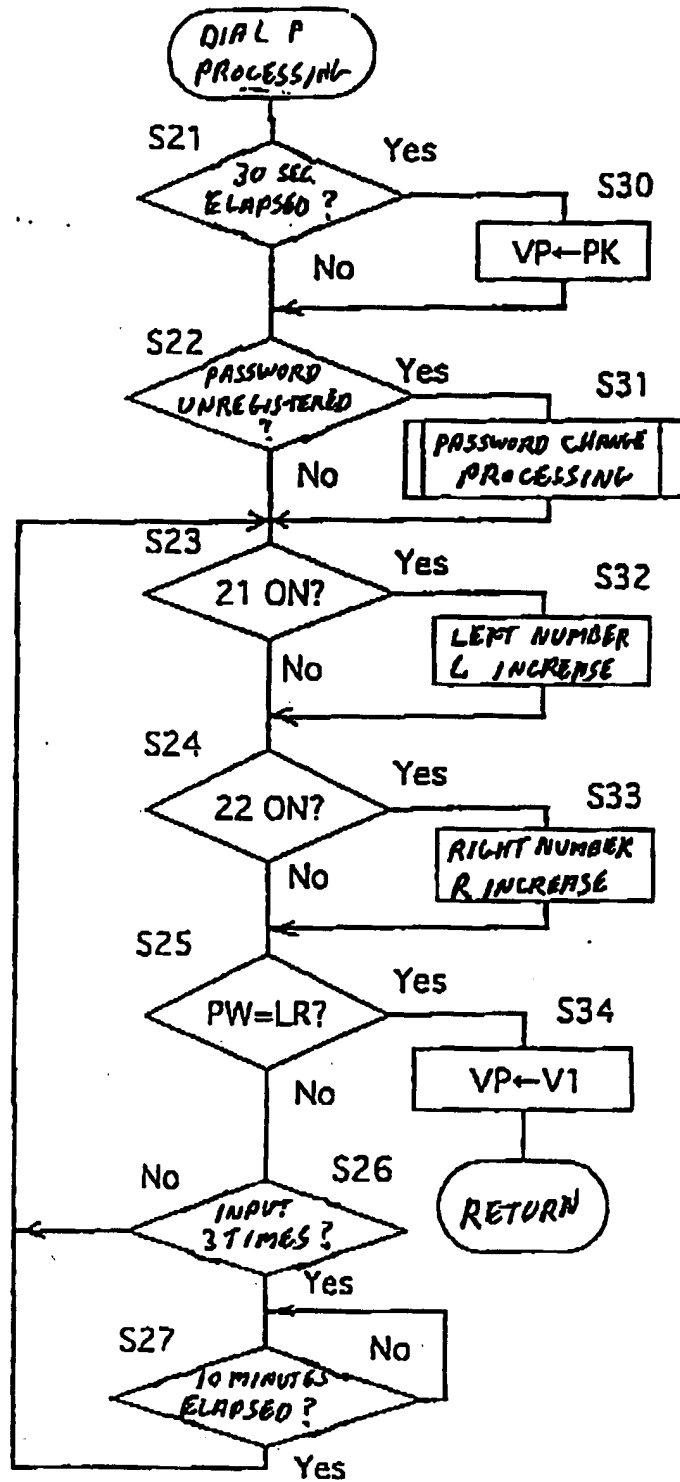 DIAL P
PROCESSING
S21
Yes
30 SEC
ELAPSED ?
S30
VP←PK
No
S22
Yes
PASSWORD
UNREGISTERED
?
S31
PASSWORD CHANGE
PROCESSING
No
S23
Yes
21 ON?
S32
LEFT NUMBER
L INCREASE
No
S24
Yes
22 ON?
S33
RIGHT NUMBER
R INCREASE
No
S25
Yes
PW=LR?
S34
VP←V1
No
No
S26
INPUT
3 TIMES ?
RETURN
Yes
S27
No
10 MINUTES
ELAPSED ?
Yes